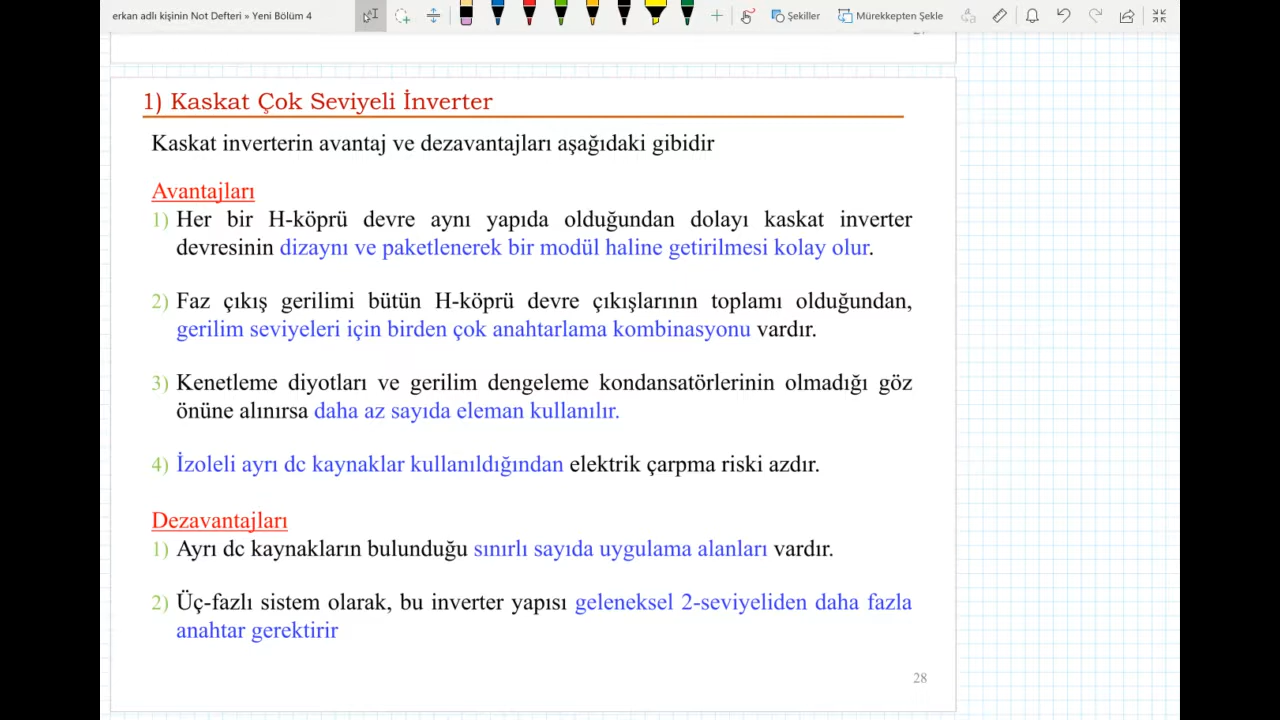 erkan adlı kişinin Not Defteri » Yeni Bölüm 4
Şekiller
Mürekkepten Şekle
1) Kaskat Çok Seviyeli İnverter
Kaskat inverterin avantaj ve dezavantajları aşağıdaki gibidir
Avantajları
1) Her bir H-köprü devre aynı yapıda olduğundan dolayı kaskat inverter
devresinin dizaynı ve paketlenerek bir modül haline getirilmesi kolay olur.
2) Faz çıkış gerilimi bütün H-köprü devre çıkışlarının toplamı olduğundan,
gerilim seviyeleri için birden çok anahtarlama kombinasyonu vardır.
3) Kenetleme diyotları ve gerilim dengeleme kondansatörlerinin olmadığı göz
önüne alınırsa daha az sayıda eleman kullanılır.
4) İzoleli ayrı dc kaynaklar kullanıldığından elektrik çarpma riski azdır.
Dezavantajları
1) Ayrı dc kaynakların bulunduğu sınırlı sayıda uygulama alanları vardır.
2) Üç-fazlı sistem olarak, bu inverter yapısı geleneksel 2-seviyeliden daha fazla
anahtar gerektirir
28